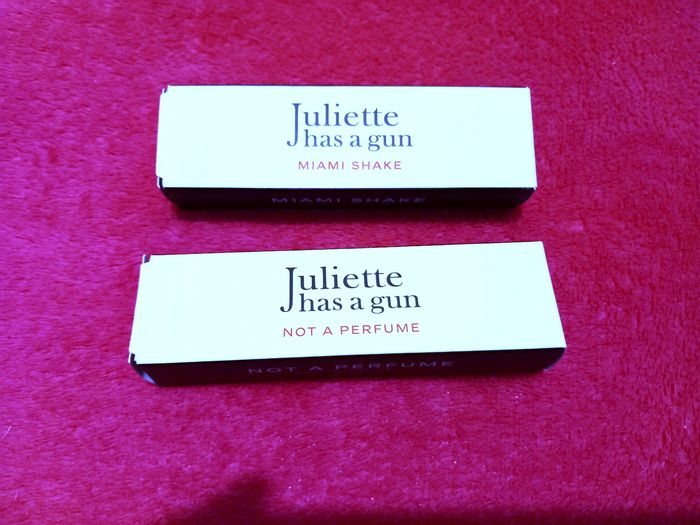 Juliette
has a gun
MIAMI SHAKE
MIAMI SHAKE
Juliette
has a gun
NOT A PERFUME
NOT A PERFUME